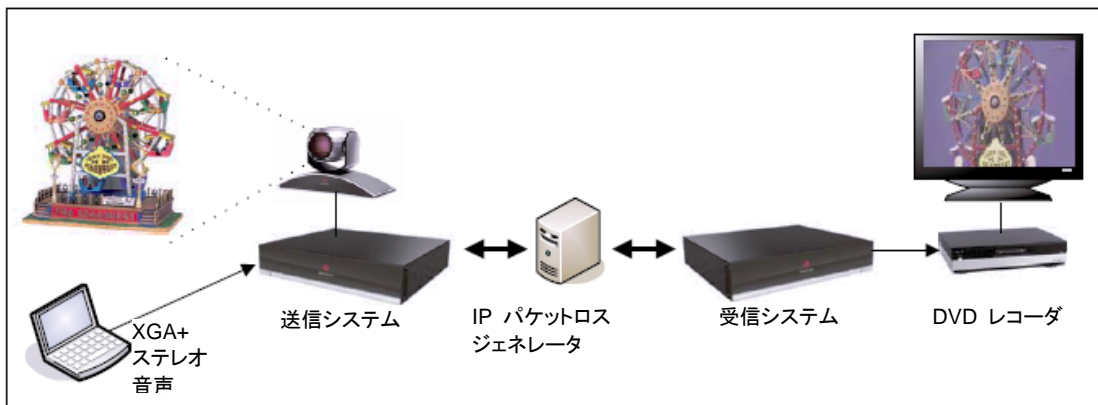 XGA+
ステレオ
音声
送信システム
IP パケットロス
ジェネレータ
受信システム
DVD レコーダ